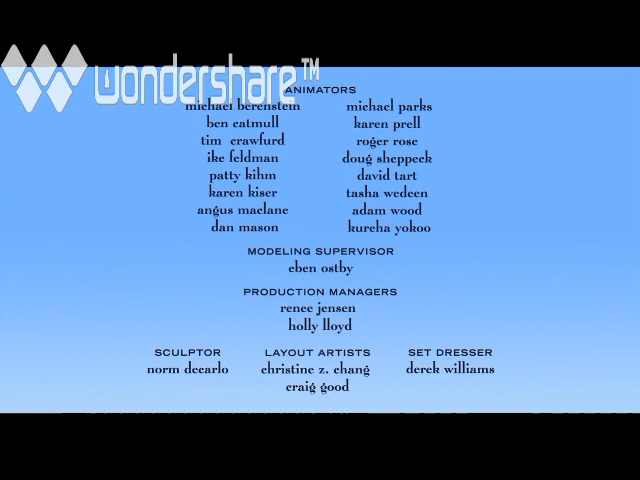 wondershare™
ANIMATORS
michael berenstein michael parks
ben catmull karen prell
tim crawfurd roger rose
ike feldman doug sheppeck
patty kihm david tart
karen kiser tasha wedeen
angus maclane adam wood
dan mason kureha yokoo
MODELING SUPERVISOR
eben ostby
PRODUCTION MANAGERS
renee jensen
holly lloyd
SCULPTOR LAYOUT ARTISTS SET DRESSER
norm decarlo christine z. chang derek williams
craig good